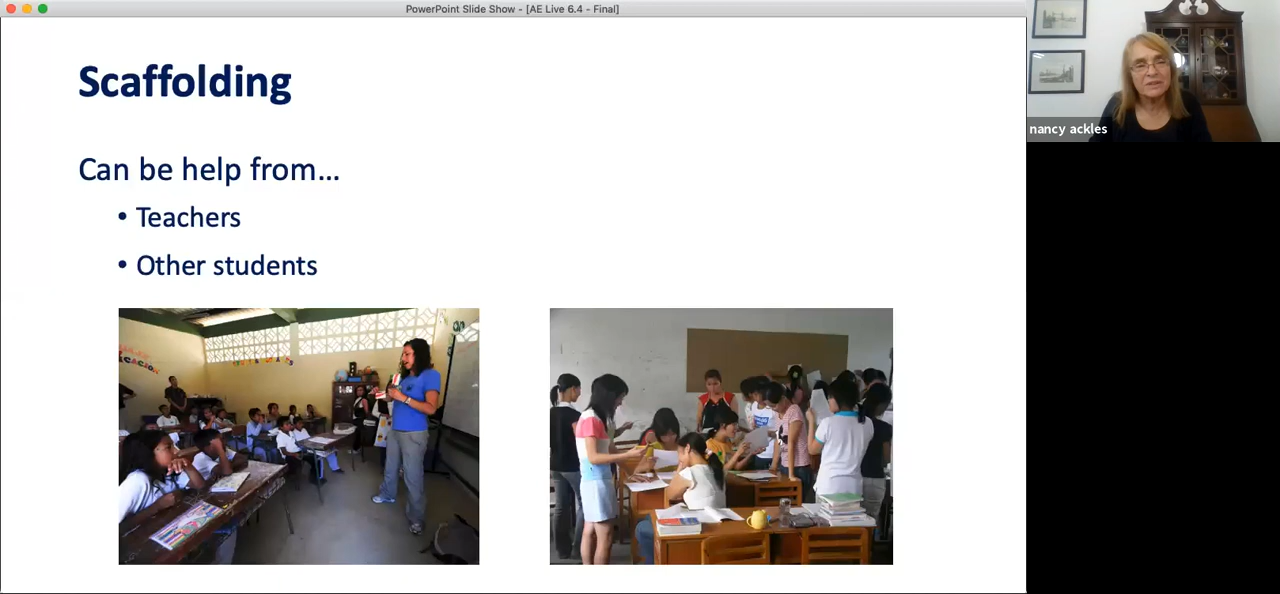 PowerPoint Slide Show - [AE Live 6.4 - Final]
Scaffolding
Can be help from…
• Teachers
• Other students
nancy ackles